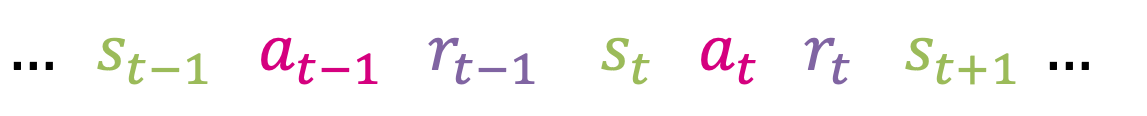 ... s_{t-1} a_{t-1} r_{t-1} s_t a_t r_t s_{t+1} ...